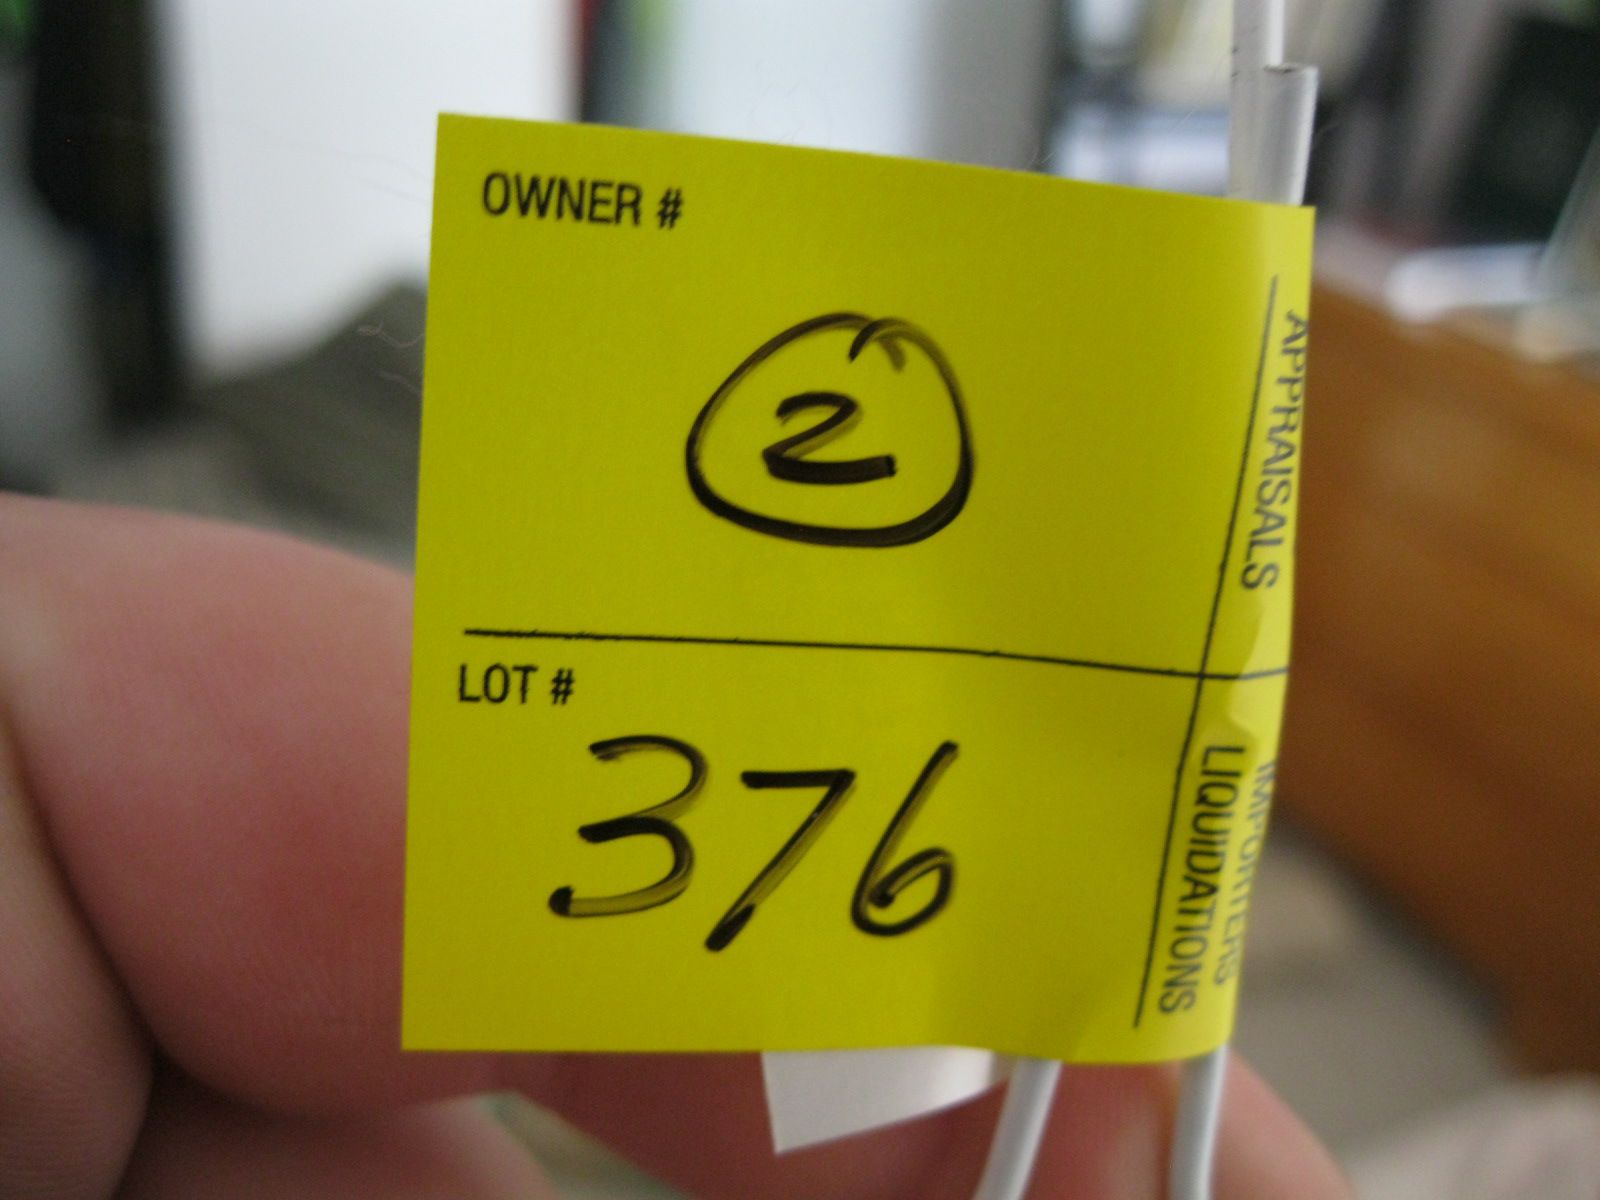 OWNER #
2
LOT #
376
APPRAISALS
IMPORTERS
LIQUIDATIONS